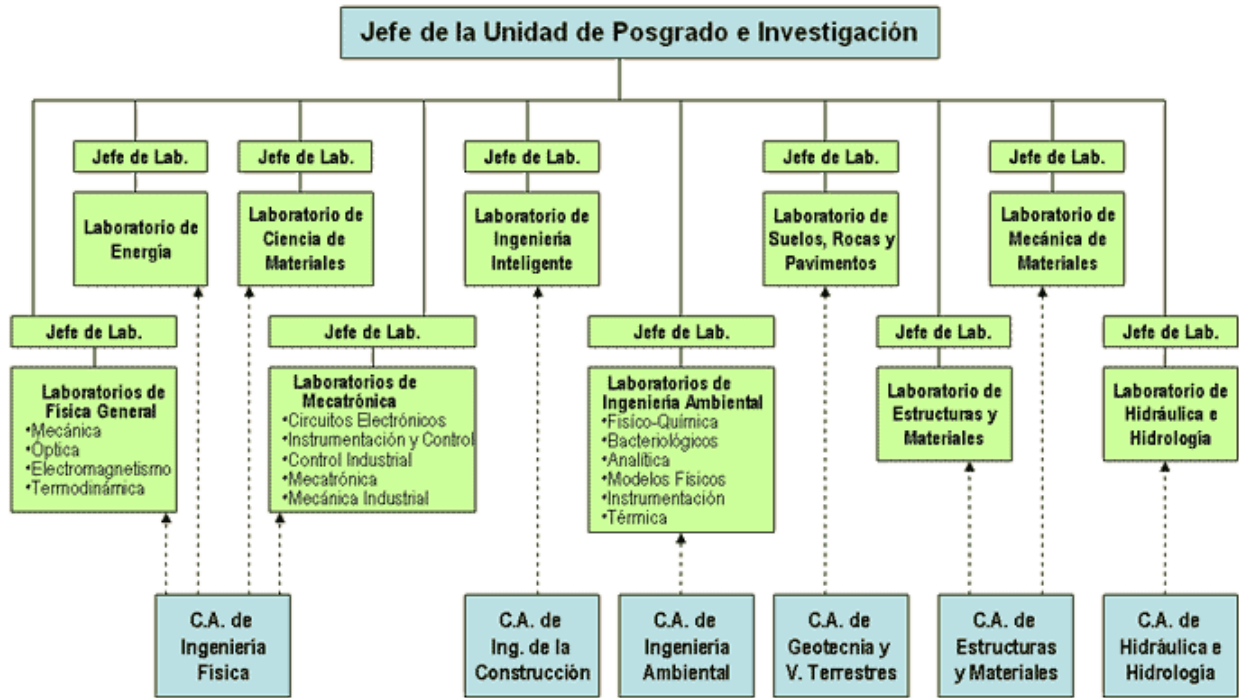 Jefe de la Unidad de Posgrado e Investigación
Jefe de Lab.
Jefe de Lab.
Jefe de Lab.
Jefe de Lab.
Jefe de Lab.
Laboratorio de
Energía
Laboratorio de
Ciencia de
Materiales
Laboratorio de
Ingeniería
Inteligente
Laboratorio de
Suelos, Rocas y
Pavimentos
Laboratorio de
Mecánica de
Materiales
Jefe de Lab.
Jefe de Lab.
Jefe de Lab.
Jefe de Lab.
Jefe de Lab.
Laboratorios de
Física General
•Mecánica
•Óptica
•Electromagnetismo
•Termodinámica
Laboratorios de
Mecatrónica
•Circuitos Electrónicos
•Instrumentación y Control
•Control Industrial
•Mecatrónica
•Mecánica Industrial
Laboratorios de
Ingeniería Ambiental
•Físico-Química
•Bacteriológicos
•Analítica
•Modelos Físicos
•Instrumentación
•Térmica
Laboratorio de
Estructuras y
Materiales
Laboratorio de
Hidráulica e
Hidrología
C.A. de
Ingeniería
Física
C.A. de
Ing. de la
Construcción
C.A. de
Ingeniería
Ambiental
C.A. de
Geotecnia y
V. Terrestres
C.A. de
Estructuras
y Materiales
C.A. de
Hidráulica e
Hidrología